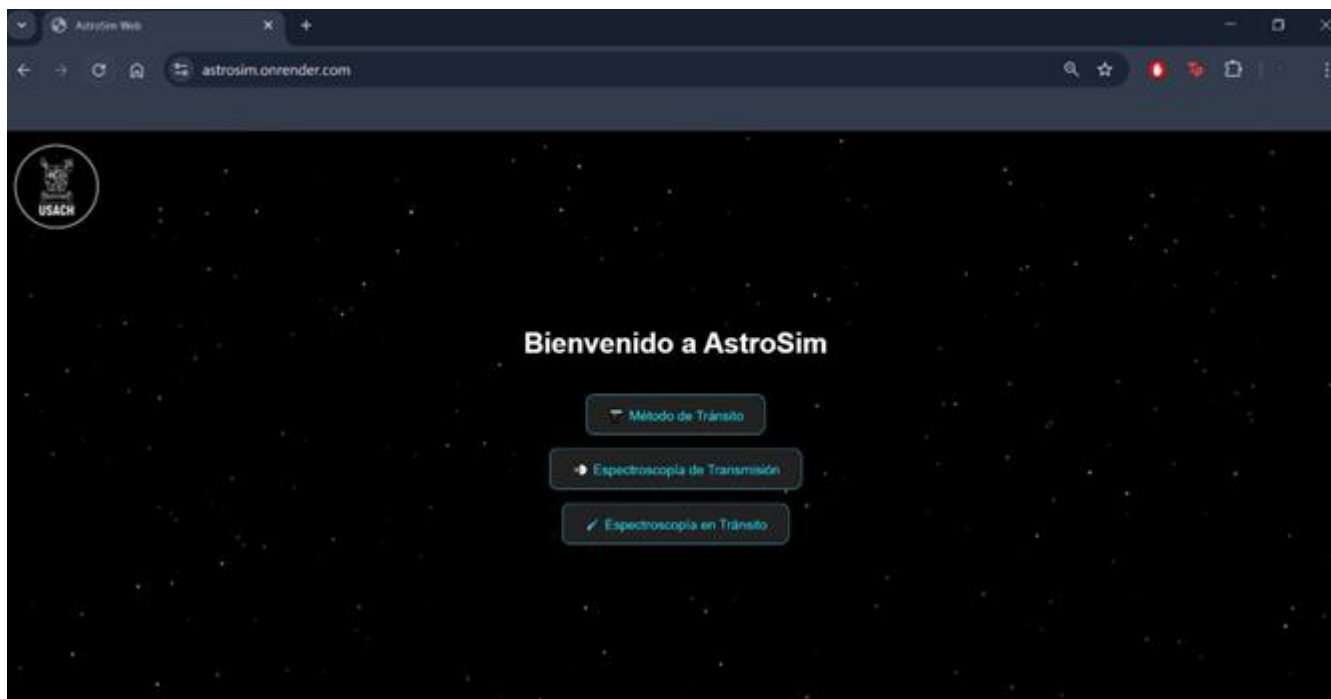 AstroSim Web
astrosim.onrender.com
USACH
Bienvenido a AstroSim
Método de Tránsito
Espectroscopía de Transmisión
Espectroscopía en Tránsito